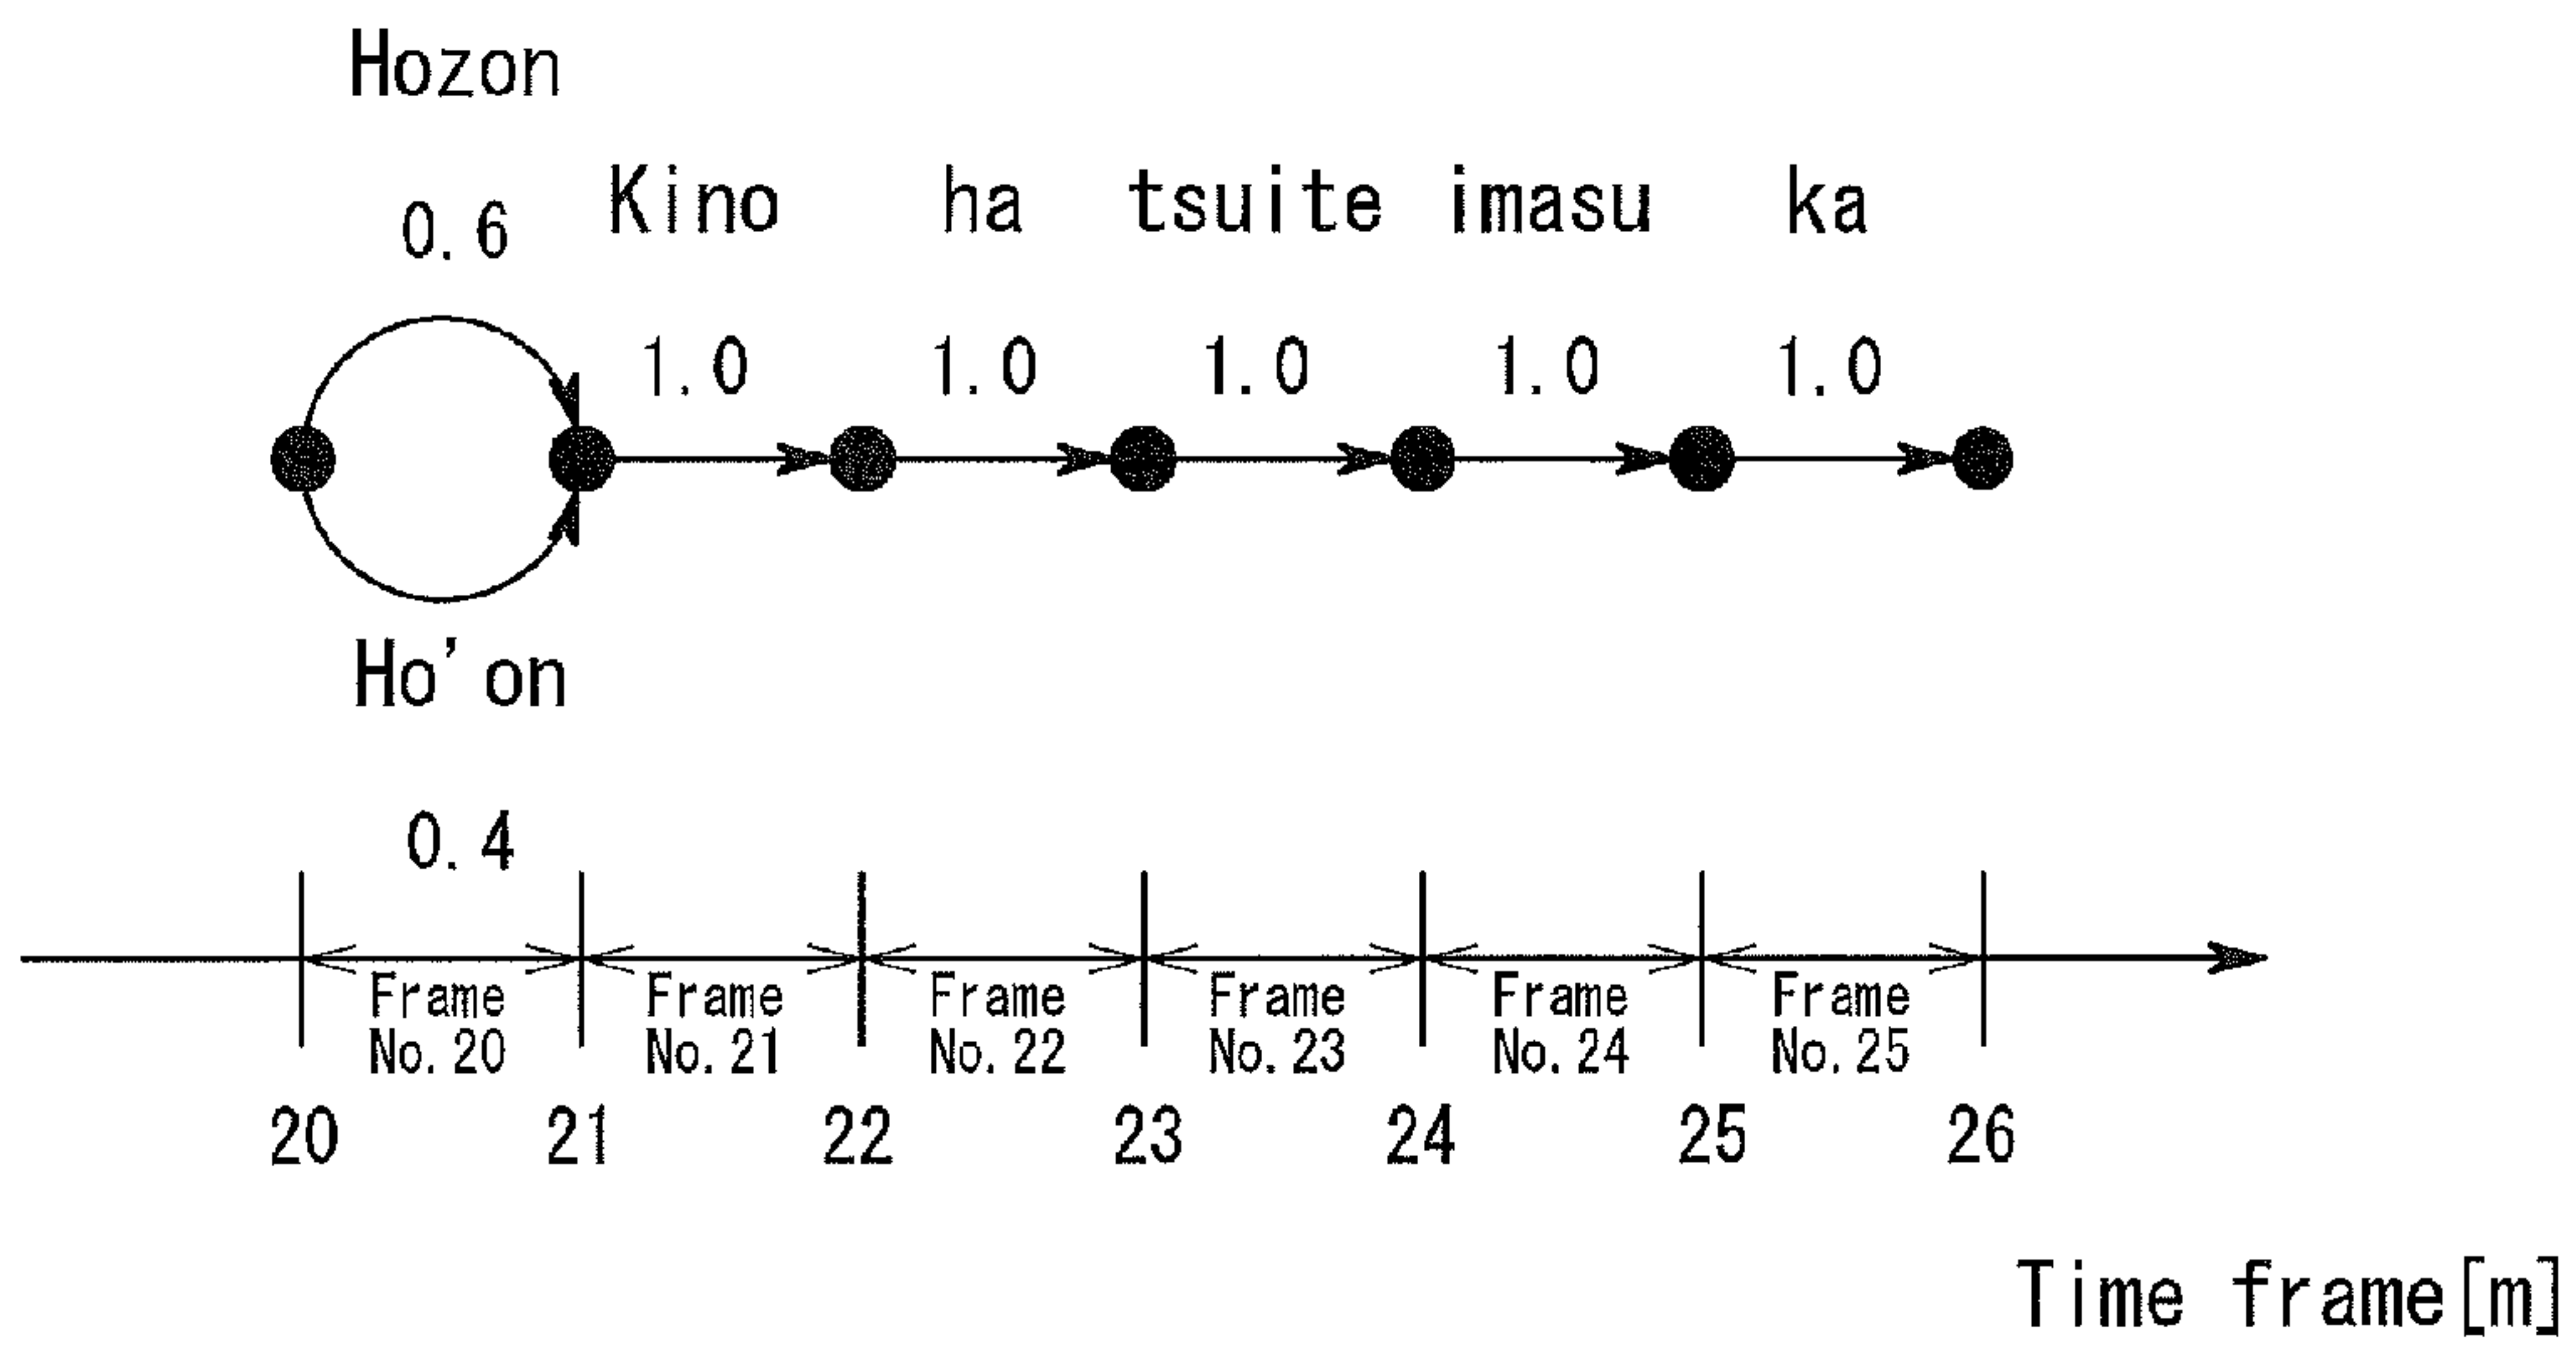 Hozon
Kino ha tsuite imasu ka
0.6
1.0 1.0 1.0 1.0 1.0
Ho'on
0.4
Frame No.20
Frame No.21
Frame No.22
Frame No.23
Frame No.24
Frame No.25
20 21 22 23 24 25 26
Time frame[m]